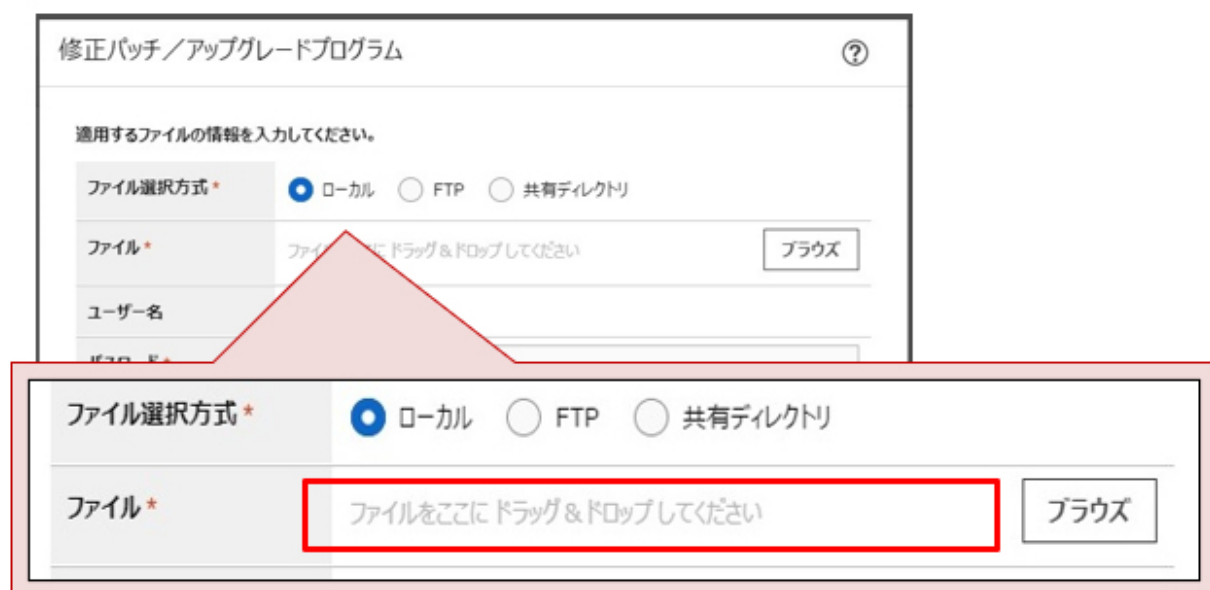 修正パッチ／アップグレードプログラム ?
適用するファイルの情報を入力してください。
ファイル選択方式* ローカル FTP 共有ディレクトリ
ファイル* ドラッグ&ドロップしてください ブラウズ
ユーザー名
ファイル選択方式* ローカル FTP 共有ディレクトリ
ファイル* ファイルをここにドラッグ&ドロップしてください ブラウズ